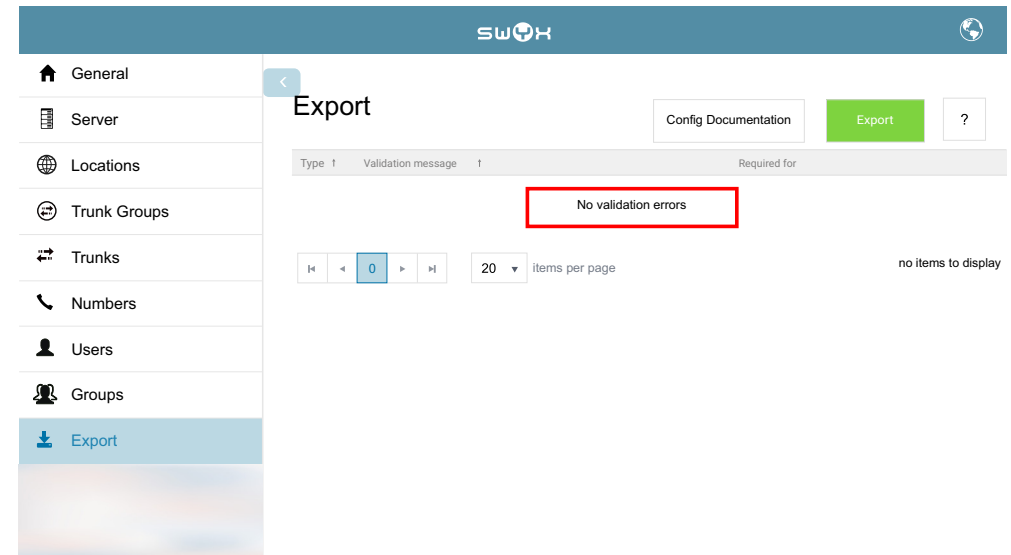 swyx
General
Server
Locations
Trunk Groups
Trunks
Numbers
Users
Groups
Export
Export
Config Documentation
Export
?
Type ↑ Validation message ↑ Required for
No validation errors
0
20 items per page
no items to display